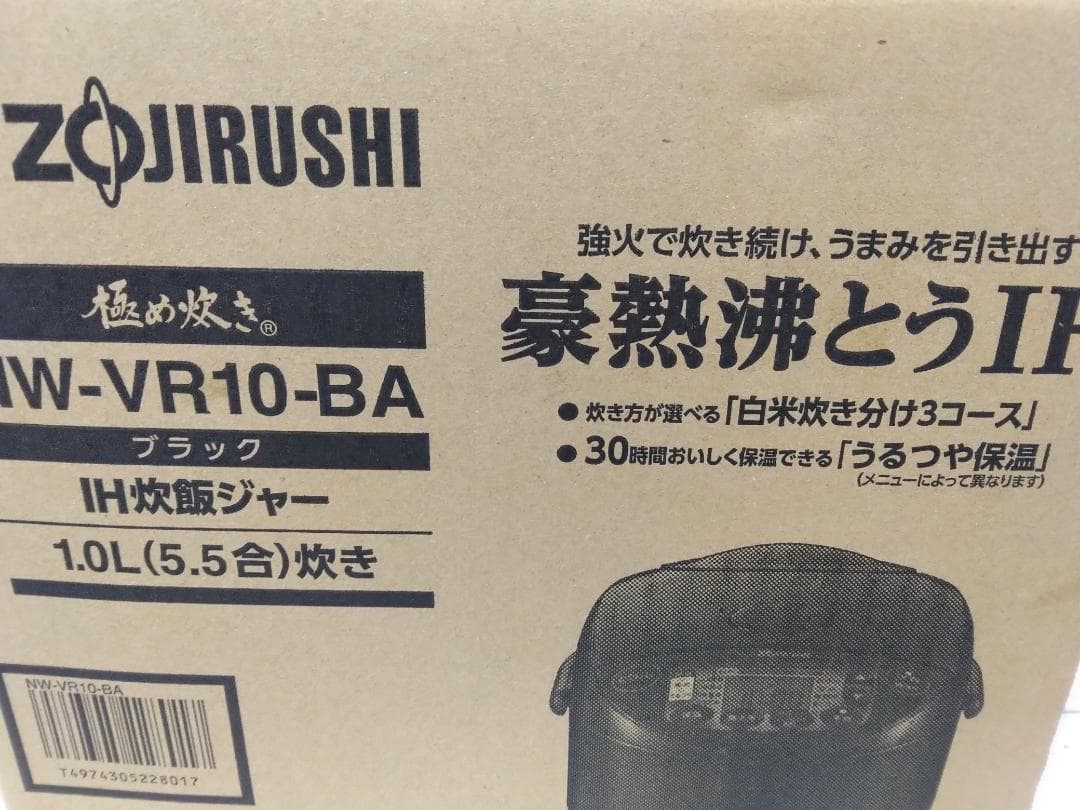 ZOJIRUSHI
極め炊き®
NW-VR10-BA
ブラック
IH炊飯ジャー
1.0L(5.5合)炊き
NW-VR10-BA
T4974305228017
強火で炊き続け、うまみを引き出す
豪熱沸とうIH
● 炊き方が選べる「白米炊き分け3コース」
● 30時間おいしく保温できる「うるつや保温」
(メニューによって異なります)